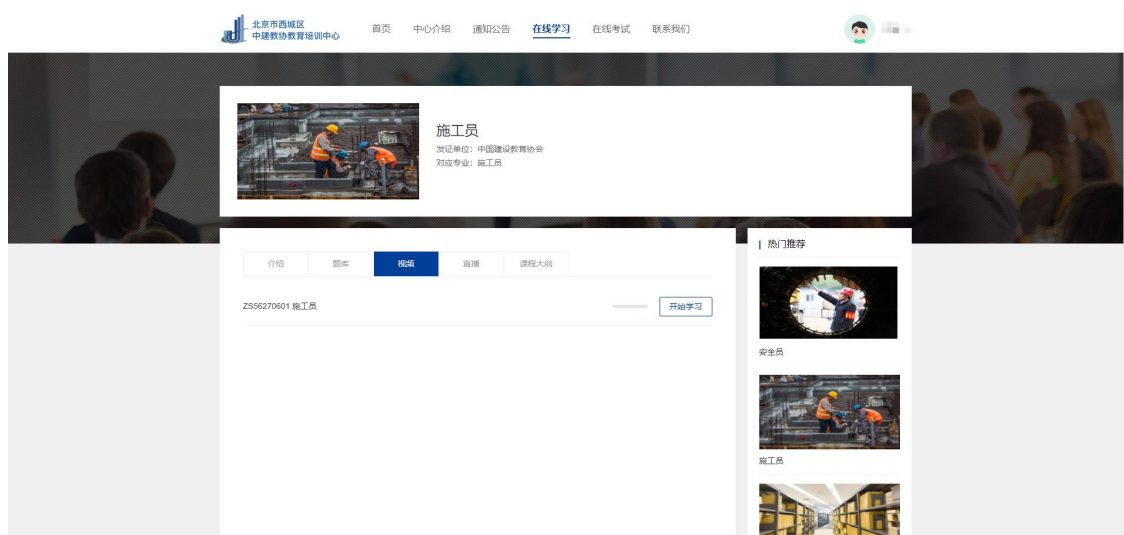 北京市西城区
中建教协教育培训中心
首页 中心介绍 通知公告 在线学习 在线考试 联系我们
施工员
发证单位：中国建设教育协会
对应专业：施工员
介绍 题库 视频 直播 课程大纲
ZS56270601 施工员 开始学习
热门推荐
安全员
施工员